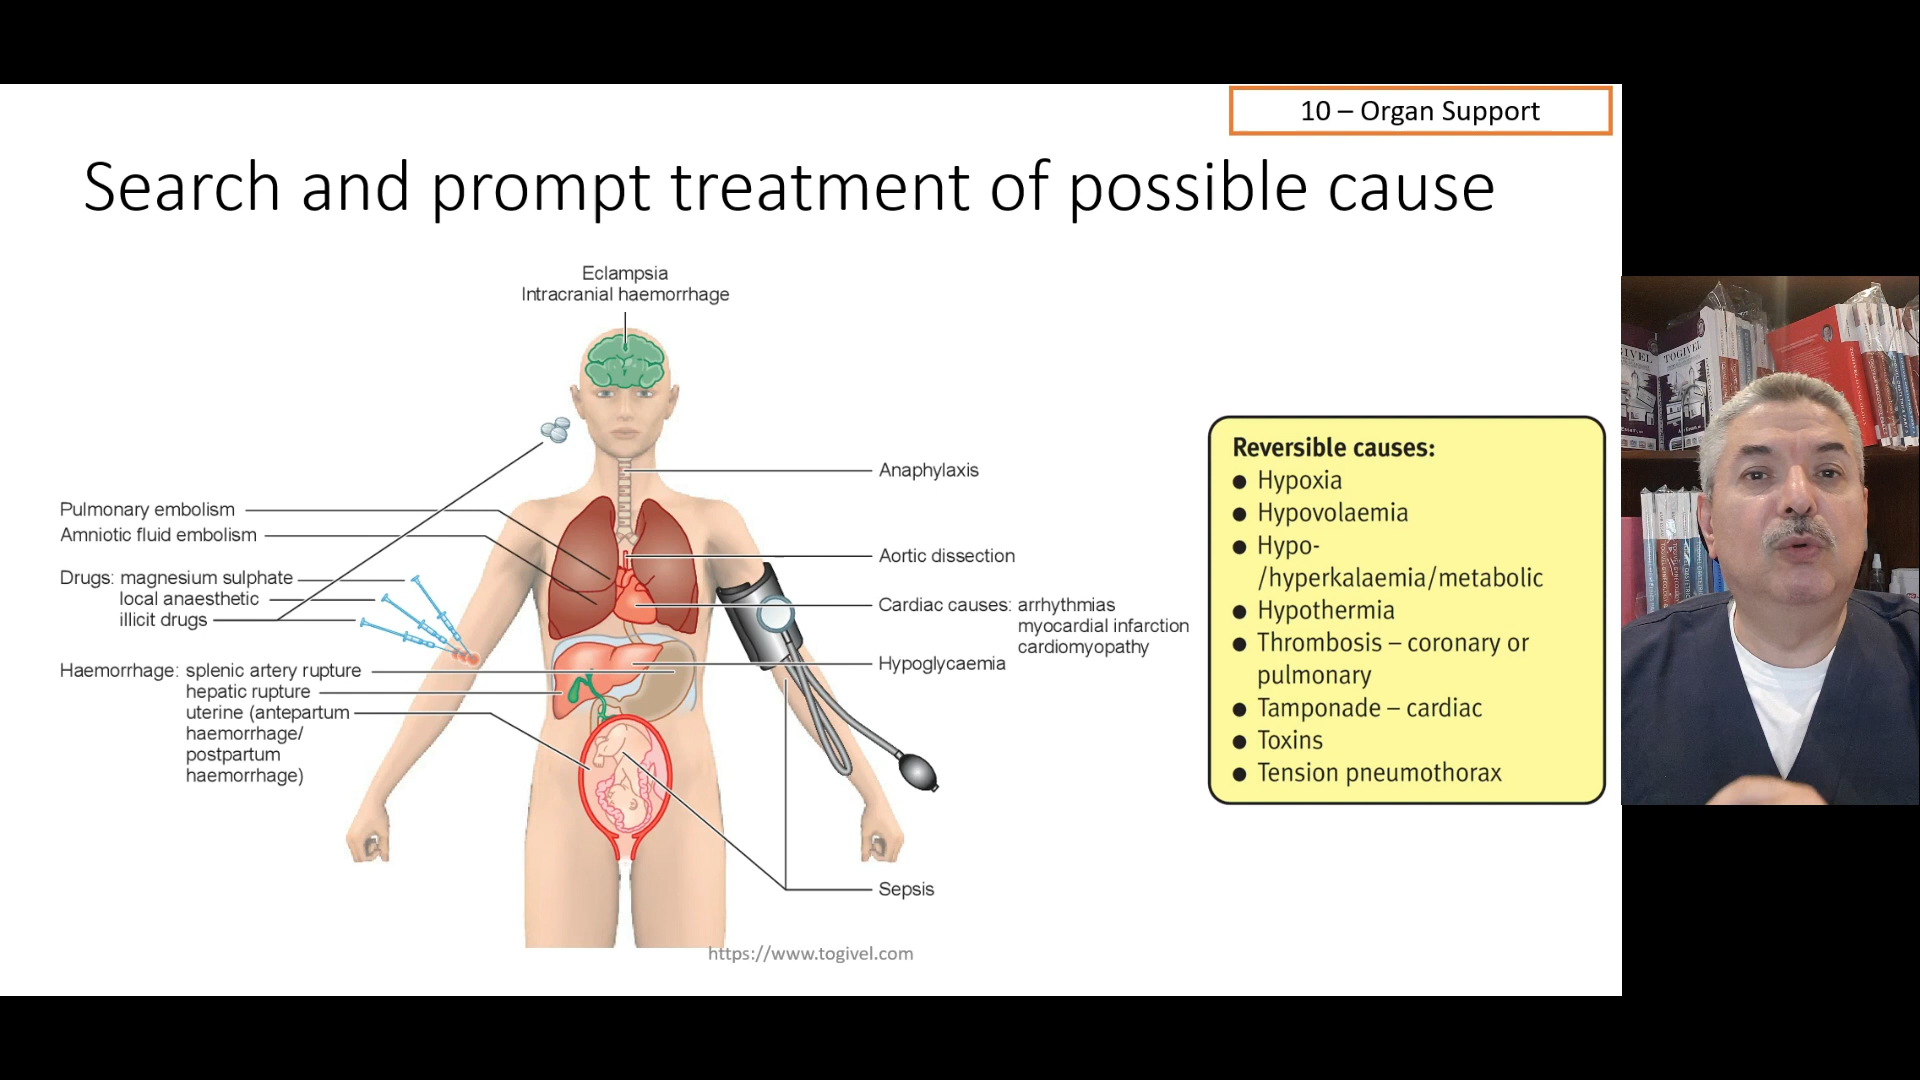 10 – Organ Support
Search and prompt treatment of possible cause
Eclampsia
Intracranial haemorrhage
Anaphylaxis
Pulmonary embolism
Amniotic fluid embolism
Aortic dissection
Drugs: magnesium sulphate
local anaesthetic
illicit drugs
Cardiac causes: arrhythmias
myocardial infarction
cardiomyopathy
Hypoglycaemia
Haemorrhage: splenic artery rupture
hepatic rupture
uterine (antepartum
haemorrhage/
postpartum
haemorrhage)
Sepsis
https://www.togivel.com
Reversible causes:
● Hypoxia
● Hypovolaemia
● Hypo-
/hyperkalaemia/metabolic
● Hypothermia
● Thrombosis – coronary or
pulmonary
● Tamponade – cardiac
● Toxins
● Tension pneumothorax
TOGIVEL